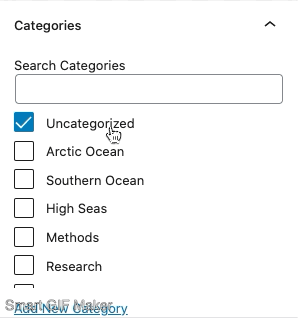 Categories
Search Categories
Uncategorized
Arctic Ocean
Southern Ocean
High Seas
Methods
Research
Smart GIF Maker
Add New Category